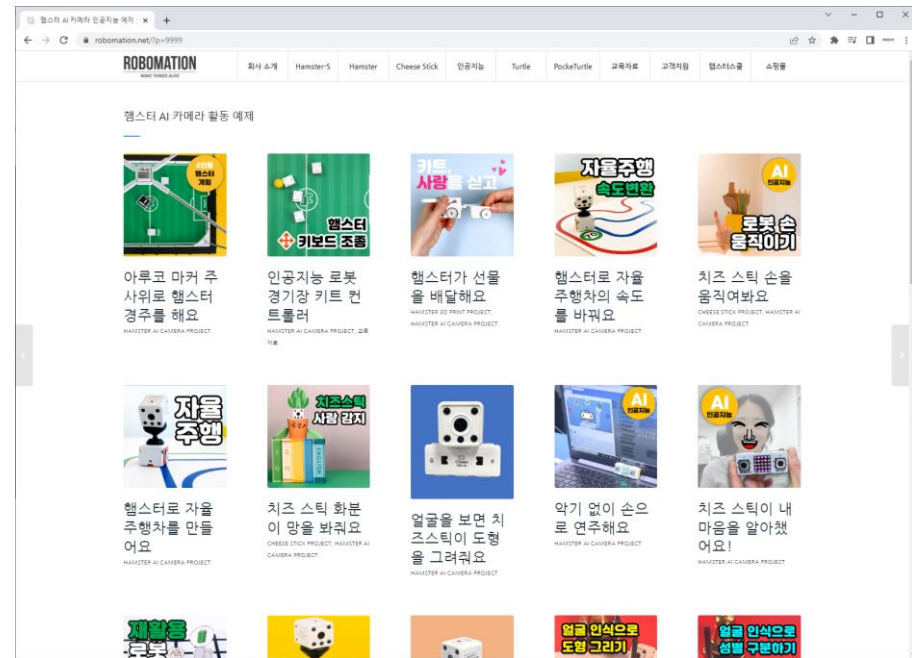 햄스터 AI 카메라 인공지능 예제
robomation.net/?p=9999
ROBOMATION
MAKE THINGS ALIVE
회사 소개 Hamster-S Hamster Cheese Stick 인공지능 Turtle PockeTurtle 교육자료 고객지원 햄스터스쿨 쇼핑몰
햄스터 AI 카메라 활동 예제
2인용
햄스터
게임
햄스터
키보드 조종
카트,
사랑을 싣고
자율주행
속도변환
AI
인공지능
로봇 손
움직이기
아루코 마커 주
사위로 햄스터
경주를 해요
HAMSTER AI CAMERA PROJECT
인공지능 로봇
경기장 키트 컨
트롤러
HAMSTER AI CAMERA PROJECT, 교육
자료
햄스터가 선물
을 배달해요
HAMSTER 3D PRINT PROJECT,
HAMSTER AI CAMERA PROJECT
햄스터로 자율
주행차의 속도
를 바꿔요
HAMSTER AI CAMERA PROJECT
치즈 스틱 손을
움직여봐요
CHEESE STICK PROJECT, HAMSTER AI
CAMERA PROJECT
자율
주행
치즈스틱
사람 감지
ENGLISH
AI
인공지능
AI
인공지능
햄스터로 자율
주행차를 만들
어요
HAMSTER AI CAMERA PROJECT
치즈 스틱 화분
이 망을 봐줘요
CHEESE STICK PROJECT, HAMSTER AI
CAMERA PROJECT
얼굴을 보면 치
즈스틱이 도형
을 그려줘요
HAMSTER AI CAMERA PROJECT
악기 없이 손으
로 연주해요
HAMSTER AI CAMERA PROJECT
치즈 스틱이 내
마음을 알아챘
어요!
HAMSTER AI CAMERA PROJECT
재활용
로봇
얼굴 인식으로
도형 그리기
얼굴 인식으로
성별 구분하기